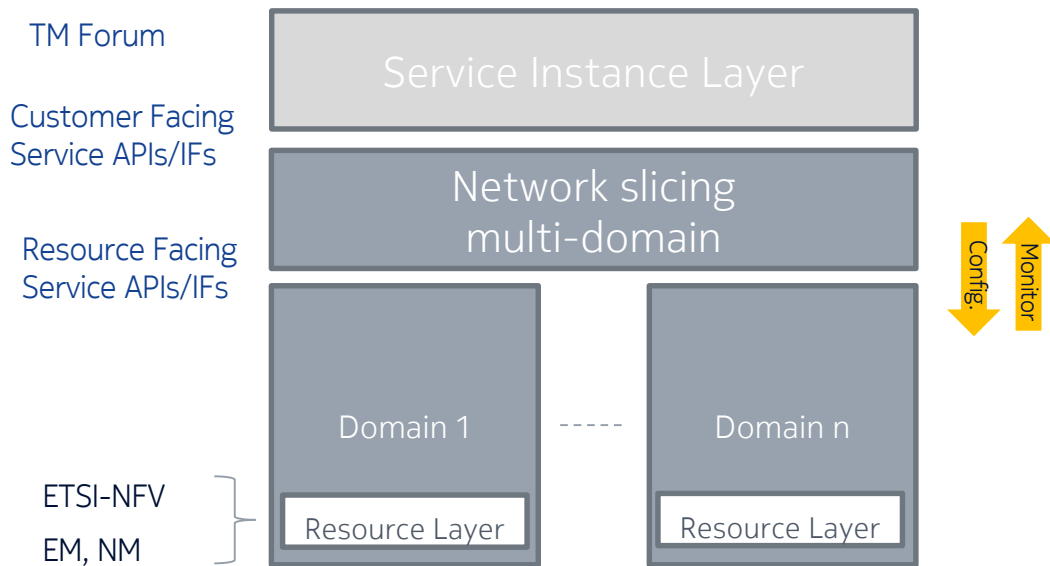 TM Forum
Service Instance Layer
Customer Facing
Service APIs/IFs
Network slicing
multi-domain
Resource Facing
Service APIs/IFs
Config.
Monitor
Domain 1
Domain n
ETSI-NFV
EM, NM
Resource Layer
Resource Layer